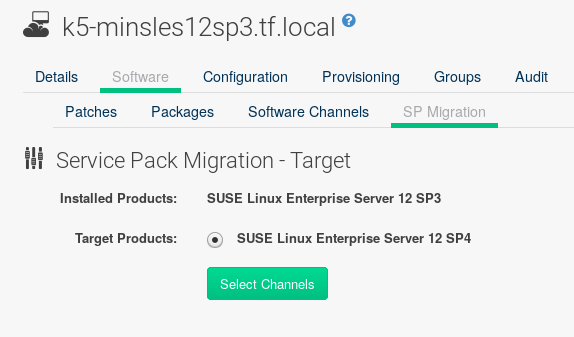 k5-minsles12sp3.tf.local ?
Details Software Configuration Provisioning Groups Audit
Patches Packages Software Channels SP Migration
Service Pack Migration - Target
Installed Products: SUSE Linux Enterprise Server 12 SP3
Target Products: SUSE Linux Enterprise Server 12 SP4
Select Channels